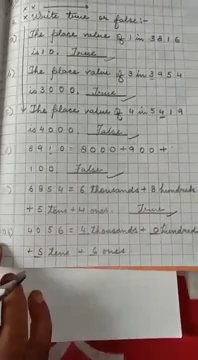 Write true or false:-
The place value of 1 in 3816
is 10. True
The place value of 3 in 3954
is 3000. True
The place value of 4 in 5419
is 4000. False
8910 = 8000 + 900 +
100 False
6854 = 6 thousands + 8 hundreds
+ 5 tens + 4 ones. True
4056 = 4 thousands + 0 hundred
+ 5 tens + 6 ones